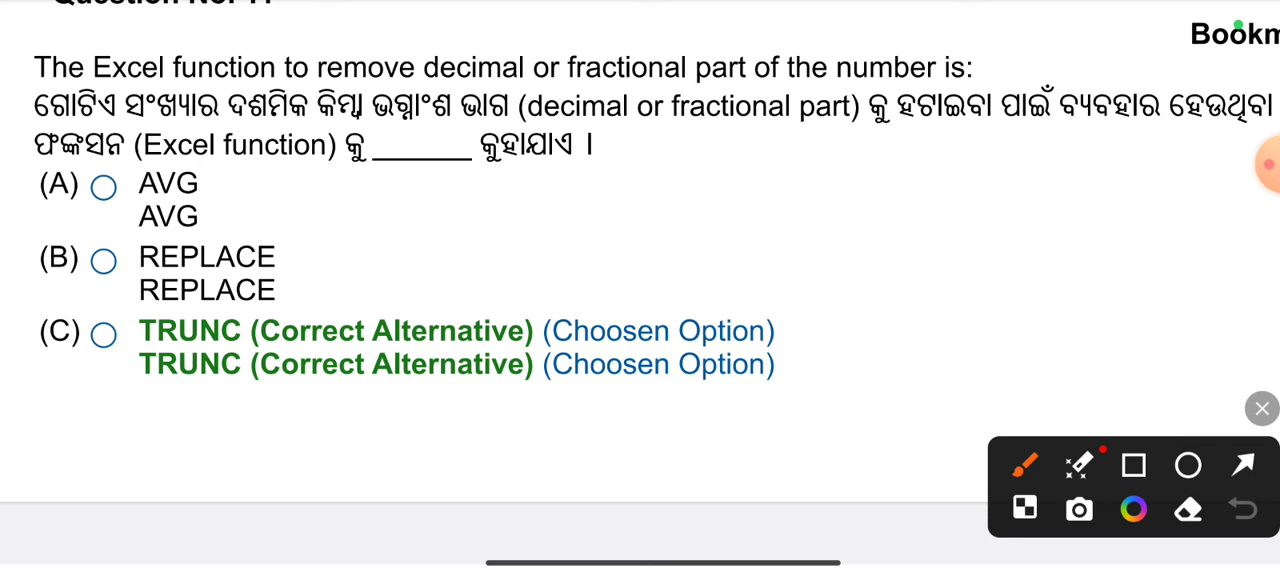 Bookm
The Excel function to remove decimal or fractional part of the number is:
ଗୋଟିଏ ସଂଖ୍ୟାର ଦଶମିକ କିମ୍ବା ଭଗ୍ନାଂଶ ଭାଗ (decimal or fractional part) କୁ ହଟାଇବା ପାଇଁ ବ୍ୟବହାର ହେଉଥିବା
ଫଙ୍କସନ (Excel function) କୁ ______ କୁହାଯାଏ ।
(A) AVG
AVG
(B) REPLACE
REPLACE
(C) TRUNC (Correct Alternative) (Choosen Option)
TRUNC (Correct Alternative) (Choosen Option)